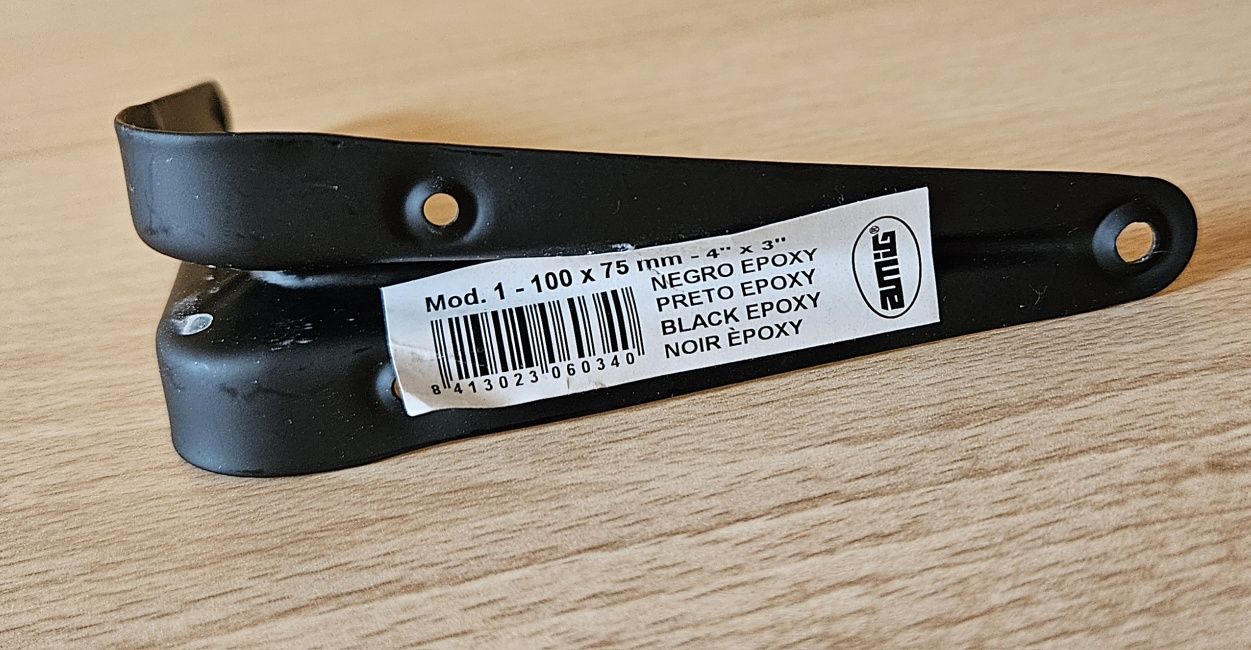 Mod. 1 - 100 x 75 mm - 4" x 3"
NEGRO EPOXY
PRETO EPOXY
BLACK EPOXY
NOIR ÈPOXY
8 413023 060340
AMIG®